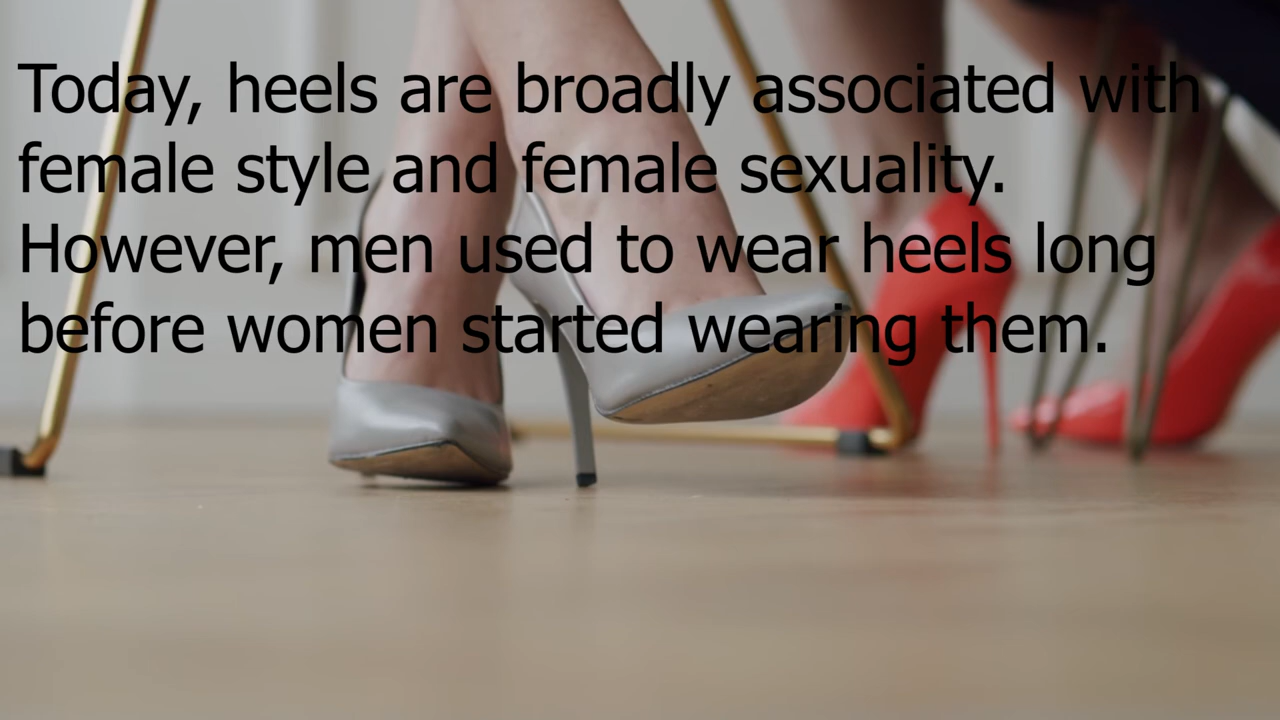 Today, heels are broadly associated with
female style and female sexuality.
However, men used to wear heels long
before women started wearing them.